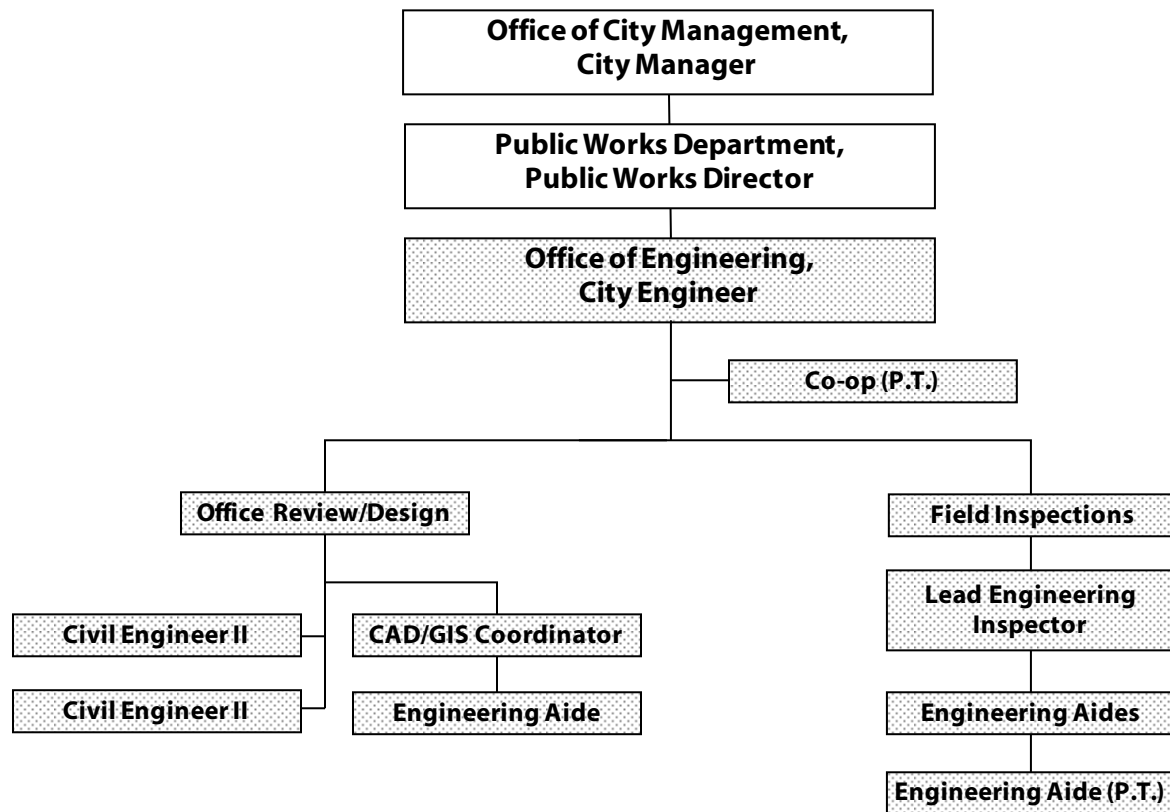 Office of City Management,
City Manager
Public Works Department,
Public Works Director
Office of Engineering,
City Engineer
Co-op (P.T.)
Office Review/Design
Field Inspections
Lead Engineering
Inspector
Civil Engineer II
CAD/GIS Coordinator
Civil Engineer II
Engineering Aide
Engineering Aides
Engineering Aide (P.T.)